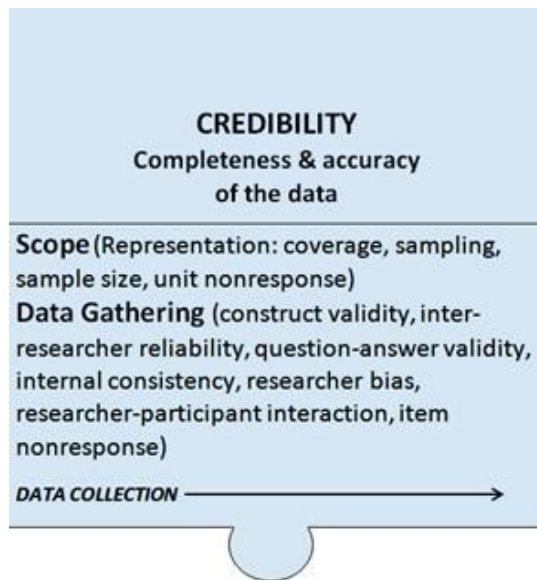 CREDIBILITY
Completeness & accuracy
of the data
Scope (Representation: coverage, sampling,
sample size, unit nonresponse)
Data Gathering (construct validity, inter-
researcher reliability, question-answer validity,
internal consistency, researcher bias,
researcher-participant interaction, item
nonresponse)
DATA COLLECTION